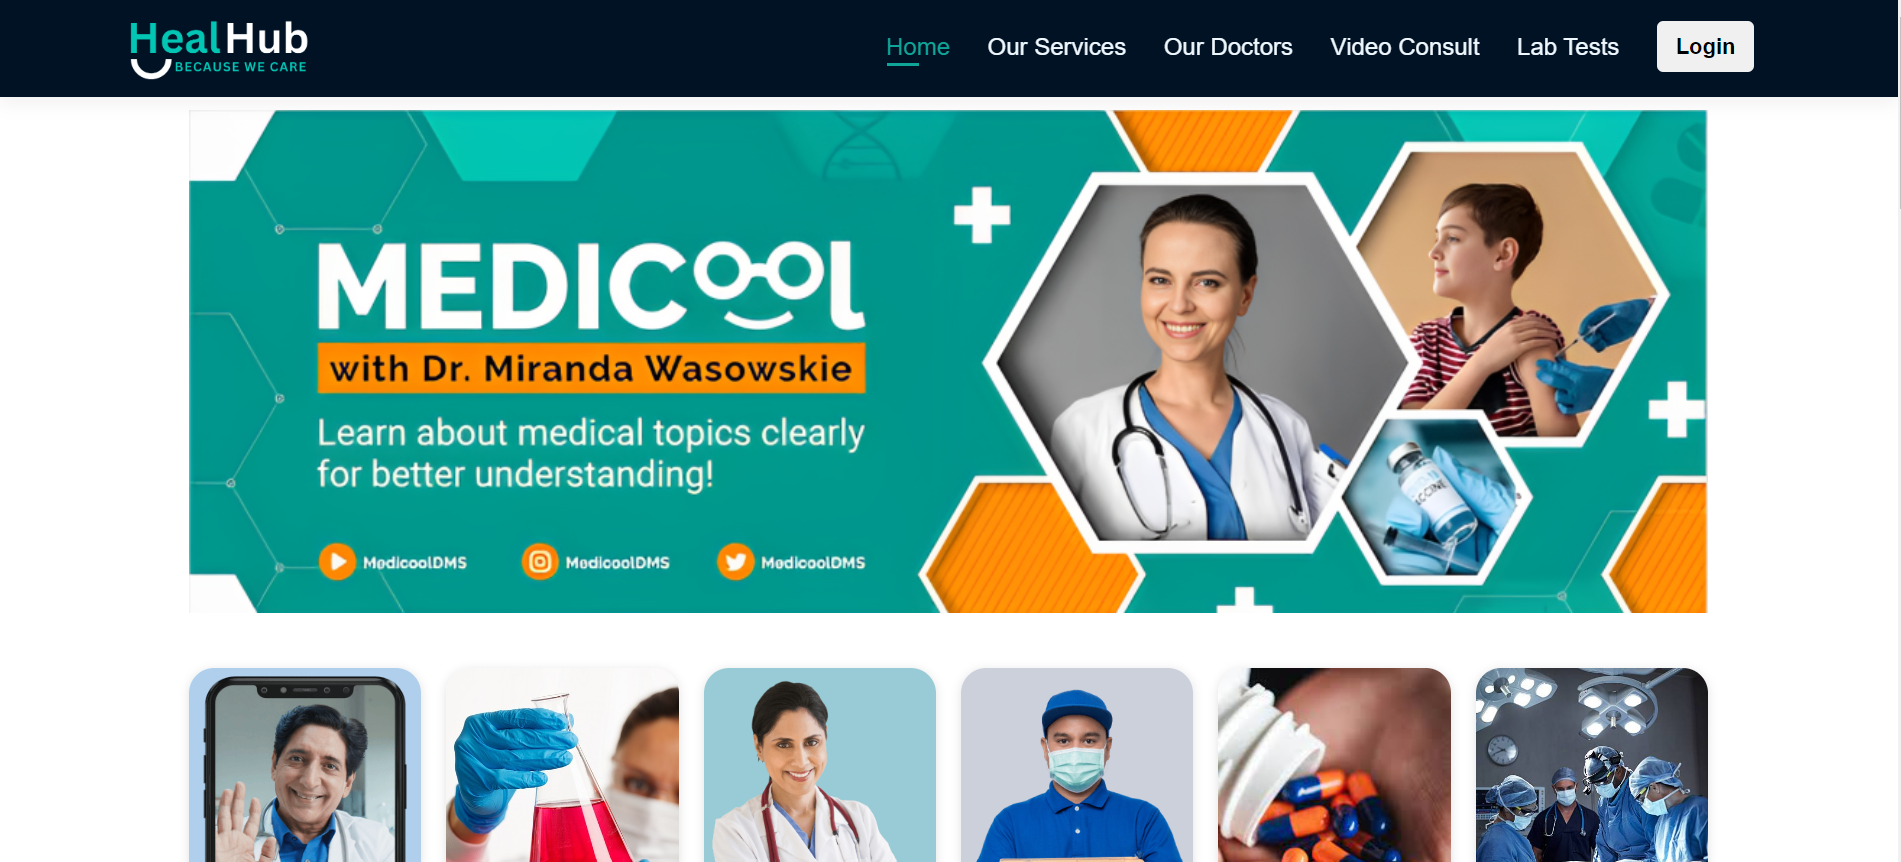 HealHub
BECAUSE WE CARE
Home
Our Services
Our Doctors
Video Consult
Lab Tests
Login
MEDICOOL
with Dr. Miranda Wasowskie
Learn about medical topics clearly
for better understanding!
MedicoolDMS
MedicoolDMS
MedicoolDMS
VACCINE